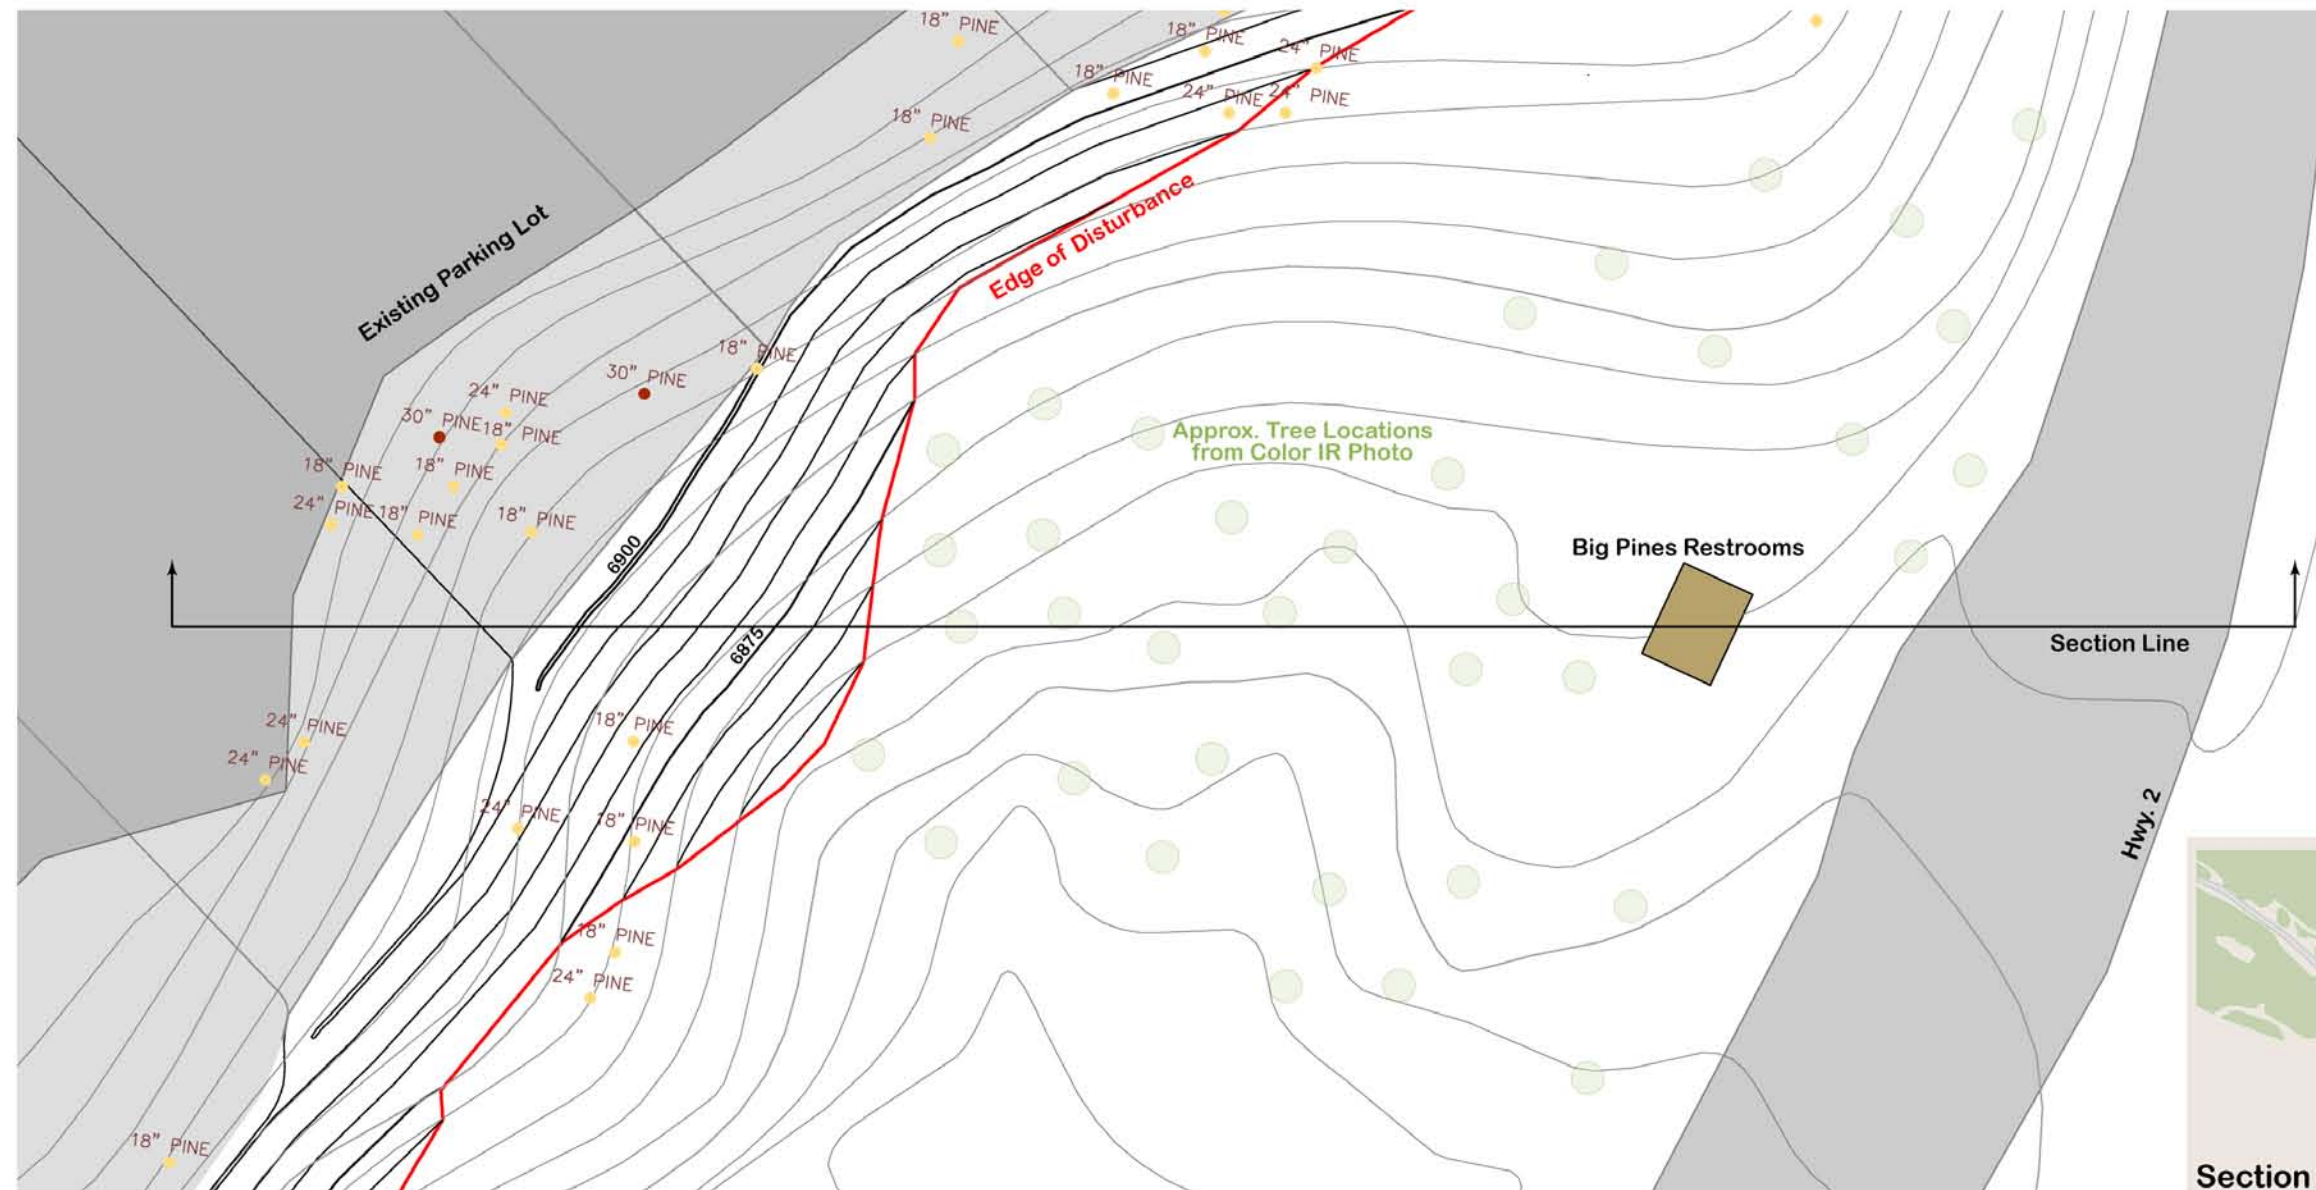 18" PINE
18" PINE
24" PINE
18" PINE
24" PINE
24" PINE
18" PINE
Edge of Disturbance
Existing Parking Lot
18" PINE
30" PINE
24" PINE
30" PINE
18" PINE
18" PINE
18" PINE
24" PINE
18" PINE
18" PINE
Approx. Tree Locations
from Color IR Photo
6900
Big Pines Restrooms
6875
Section Line
18" PINE
24" PINE
24" PINE
24" PINE
18" PINE
Hwy. 2
18" PINE
24" PINE
18" PINE
Section